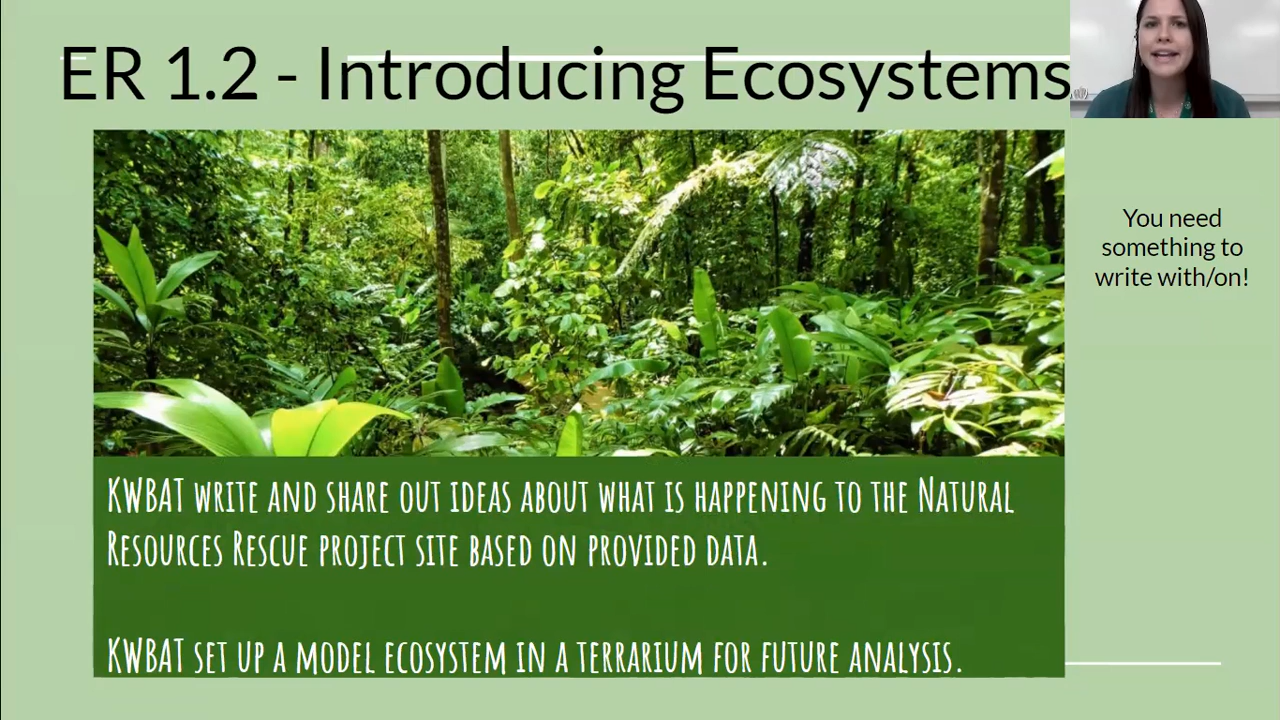 ER 1.2 - Introducing Ecosystems
You need
something to
write with/on!
KWBAT write and share out ideas about what is happening to the Natural
Resources Rescue project site based on provided data.
KWBAT set up a model ecosystem in a terrarium for future analysis.